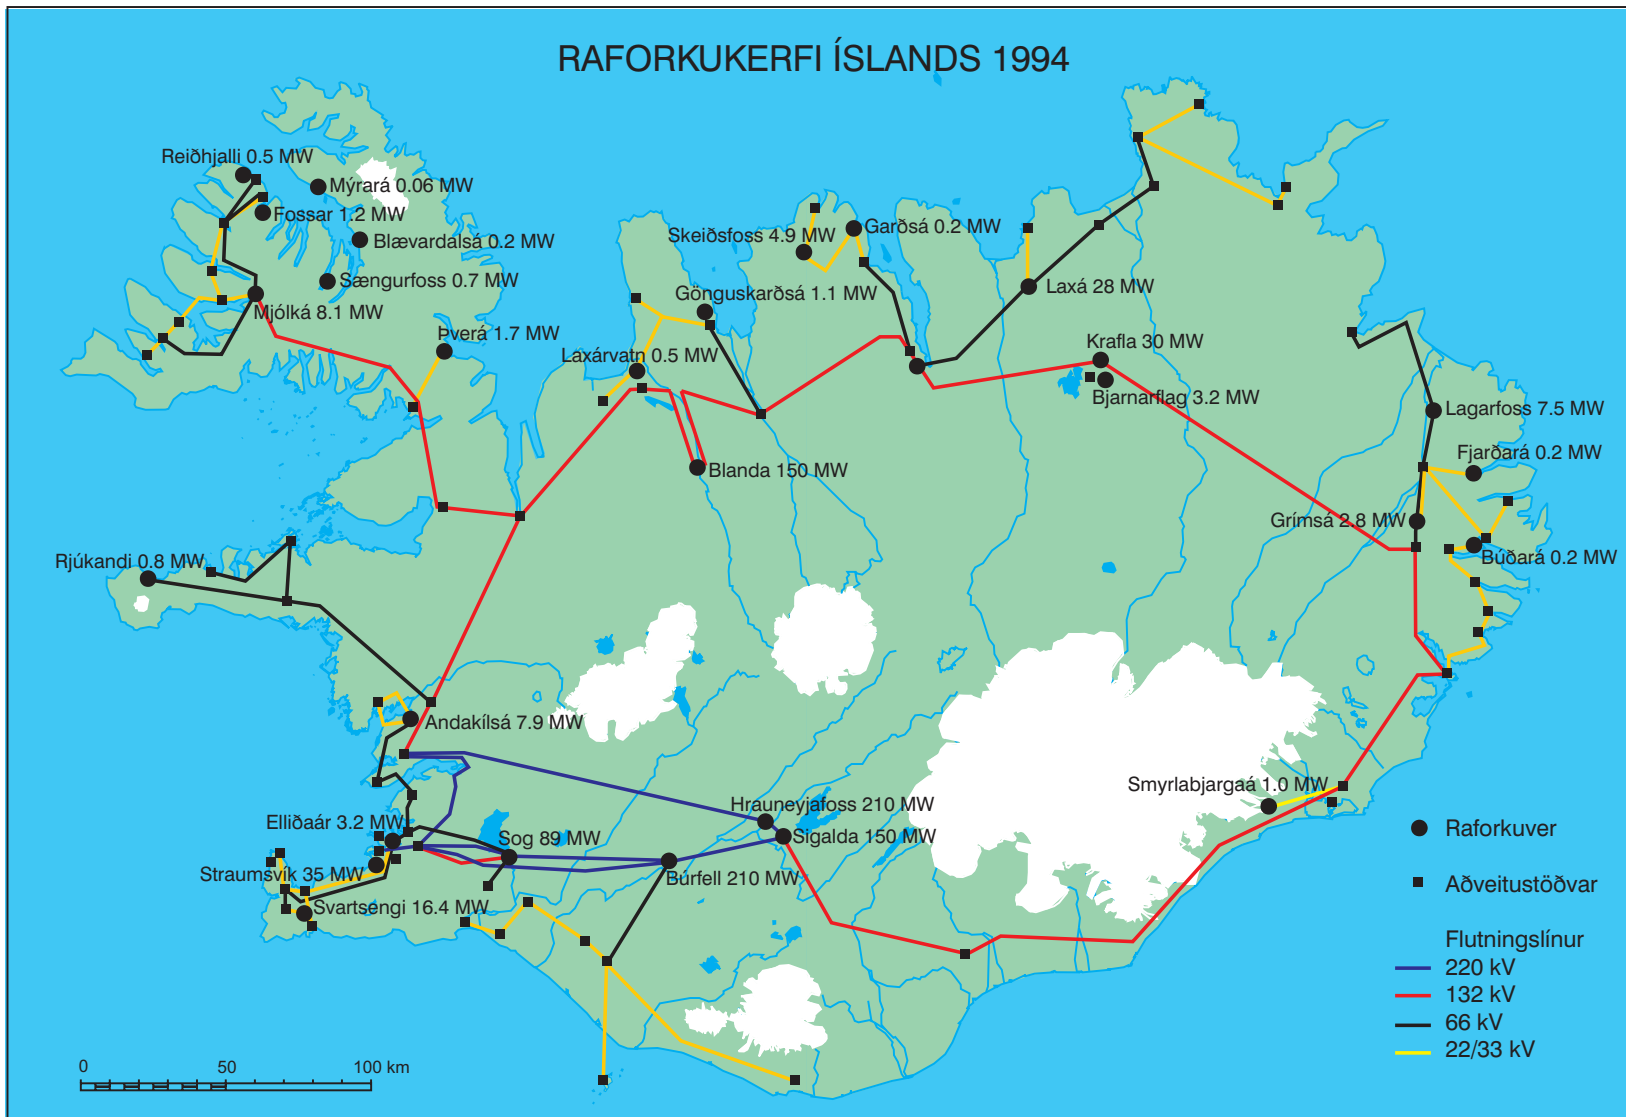 RAFORKUKERFI ÍSLANDS 1994
Reiðhjalli 0.5 MW
Mýrará 0.06 MW
Fossar 1.2 MW
Blævardalsá 0.2 MW
Sængurfoss 0.7 MW
Mjólká 8.1 MW
Þverá 1.7 MW
Skeiðsfoss 4.9 MW
Garðsá 0.2 MW
Gönguskarðsá 1.1 MW
Laxá 28 MW
Laxárvatn 0.5 MW
Krafla 30 MW
Bjarnarflag 3.2 MW
Lagarfoss 7.5 MW
Fjarðará 0.2 MW
Blanda 150 MW
Grímsá 2.8 MW
Búðará 0.2 MW
Rjúkandi 0.8 MW
Andakílsá 7.9 MW
Smyrlabjargaá 1.0 MW
Hrauneyjafoss 210 MW
Sigalda 150 MW
Elliðaár 3.2 MW
Sog 89 MW
Straumsvík 35 MW
Búrfell 210 MW
Svartsengi 16.4 MW
Raforkuver
Aðveitustöðvar
Flutningslínur
220 kV
132 kV
66 kV
22/33 kV
0 50 100 km